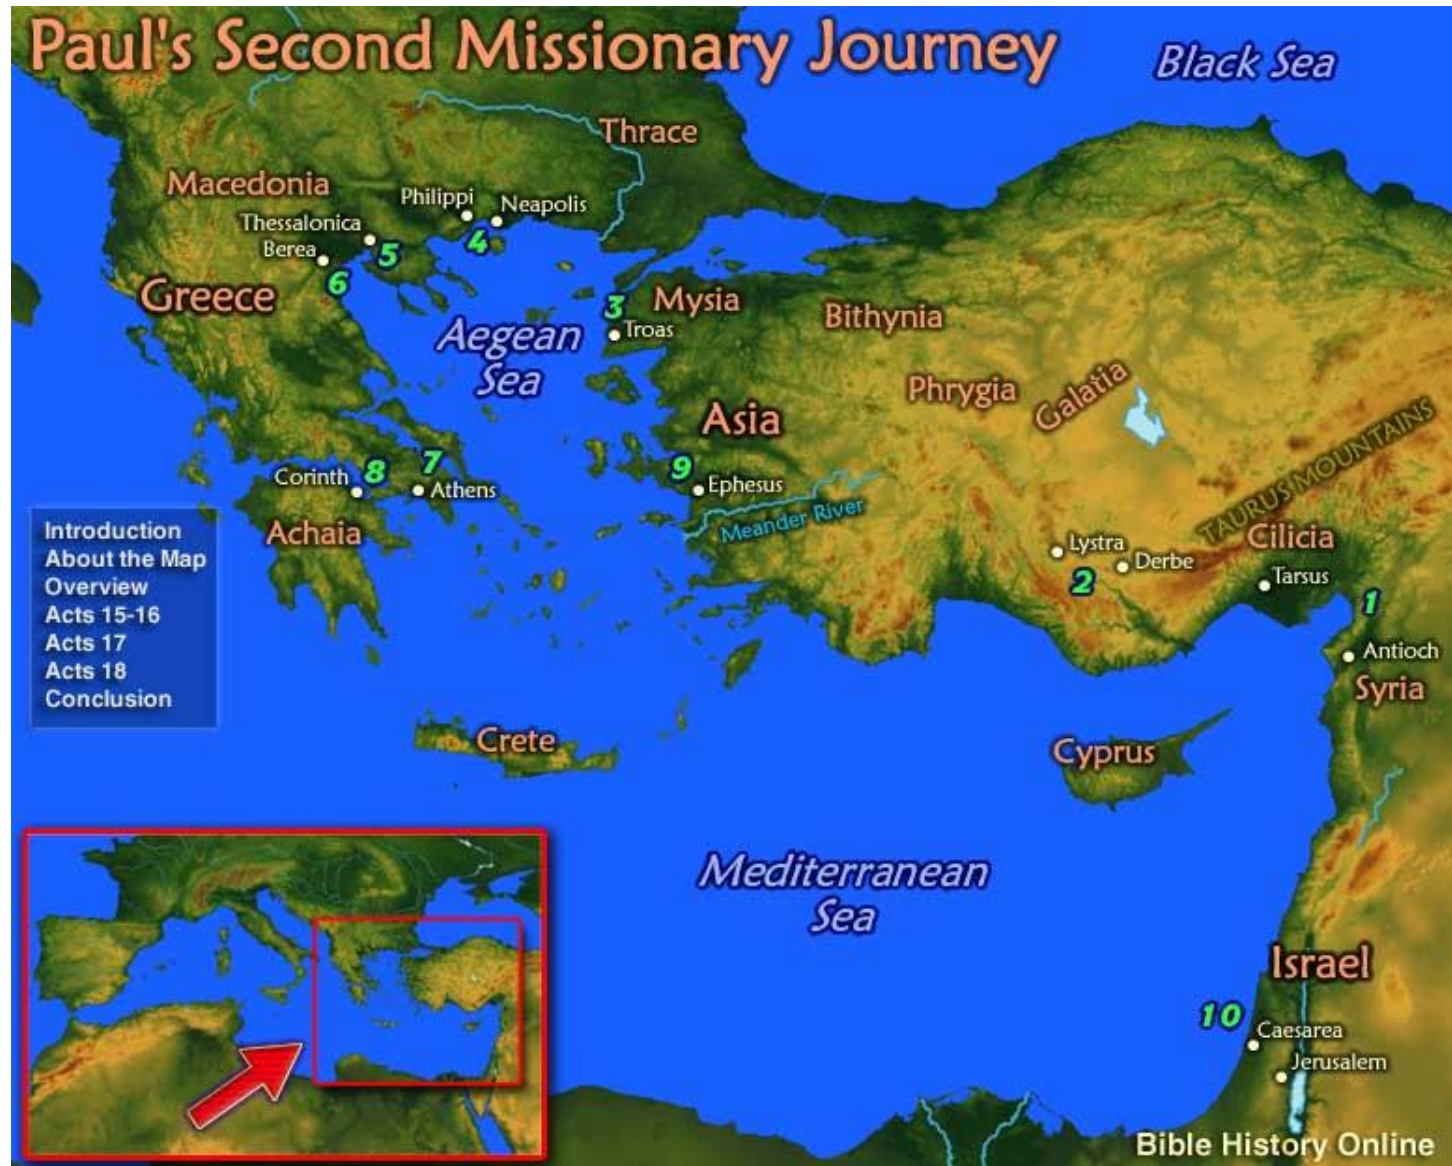 Paul's Second Missionary Journey
Black Sea
Thrace
Macedonia
Philippi
Neapolis
Thessalonica
4
Berea
5
6
Greece
3
Mysia
Troas
Bithynia
Aegean
Sea
Phrygia
Galatia
Asia
TAURUS MOUNTAINS
7
8
Corinth
Athens
9
Ephesus
Meander River
Achaia
Lystra
Derbe
2
Cilicia
Tarsus
1
Antioch
Syria
Introduction
About the Map
Overview
Acts 15-16
Acts 17
Acts 18
Conclusion
Crete
Cyprus
Mediterranean
Sea
Israel
10
Caesarea
Jerusalem
Bible History Online